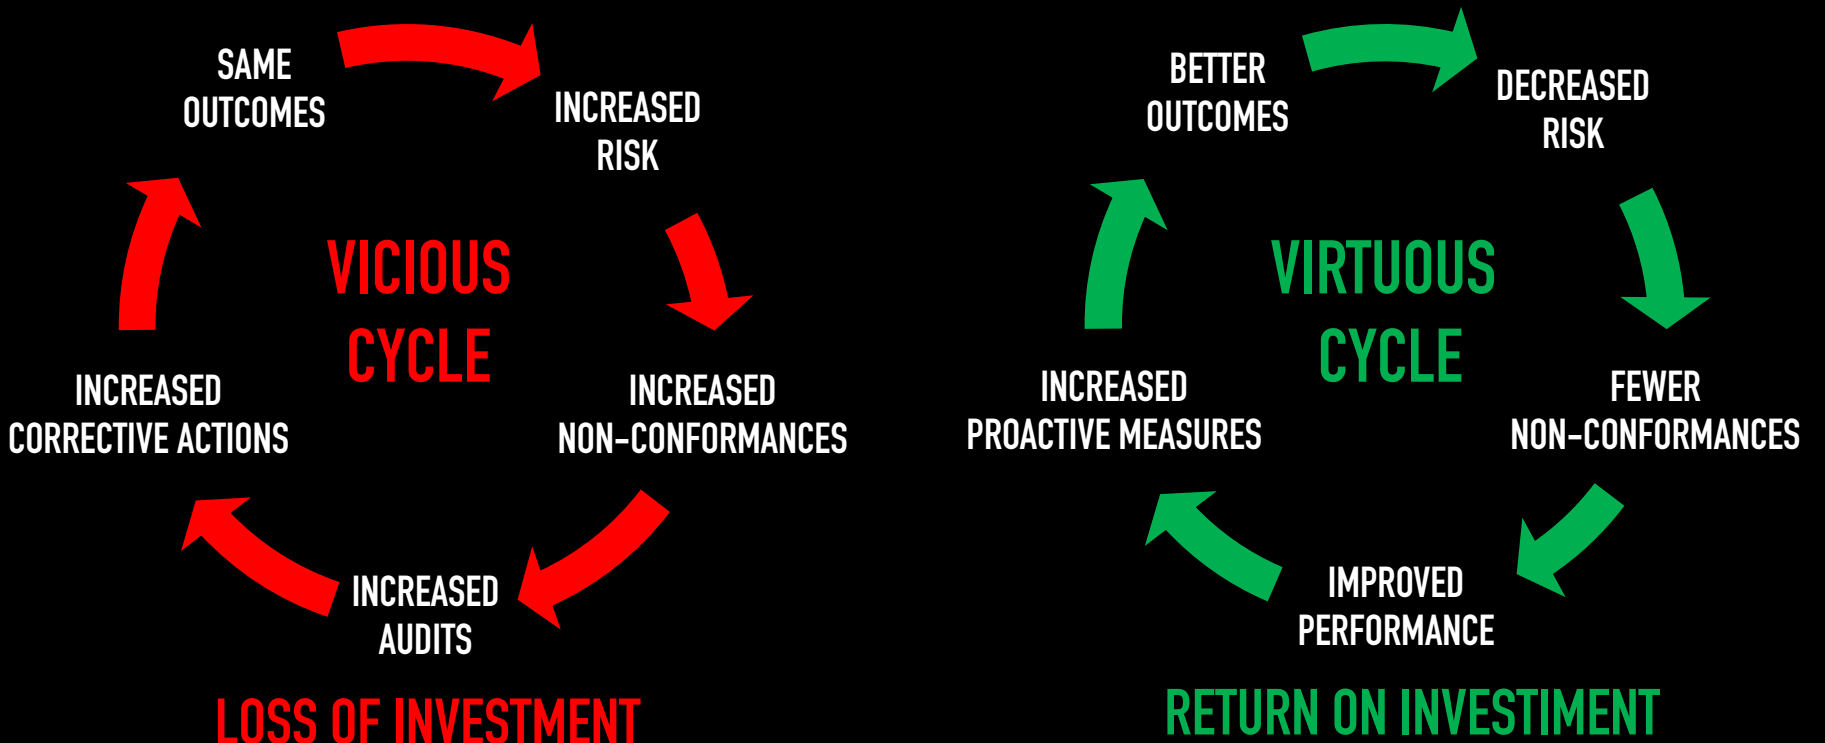 SAME
OUTCOMES
INCREASED
RISK
VICIOUS
CYCLE
INCREASED
CORRECTIVE ACTIONS
INCREASED
NON-CONFORMANCES
INCREASED
AUDITS
LOSS OF INVESTMENT
BETTER
OUTCOMES
DECREASED
RISK
VIRTUOUS
CYCLE
INCREASED
PROACTIVE MEASURES
FEWER
NON-CONFORMANCES
IMPROVED
PERFORMANCE
RETURN ON INVESTIMENT